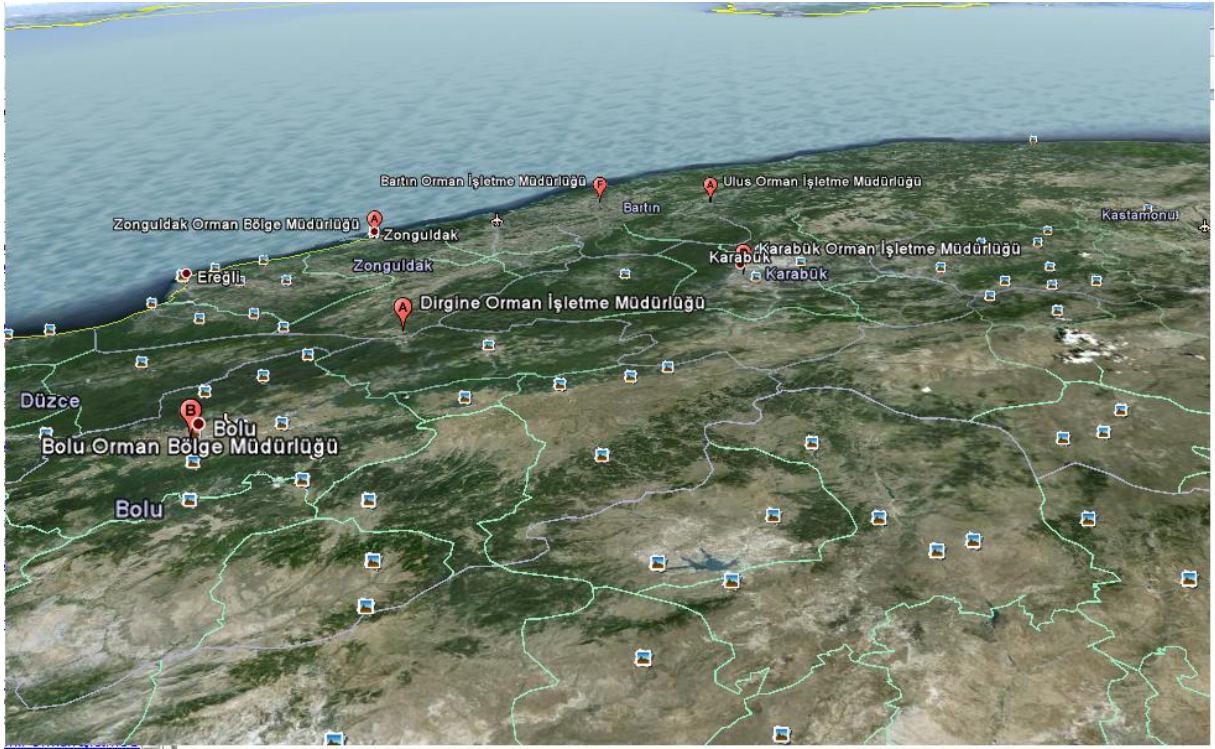 Bartın Orman İşletme Müdürlüğü
F
A
Ulus Orman İşletme Müdürlüğü
Bartın
Kastamonu
Zonguldak Orman Bölge Müdürlüğü
A
Zonguldak
Karabük Orman İşletme Müdürlüğü
Karabük
Zonguldak
Karabük
Ereğli
A
Dirgine Orman İşletme Müdürlüğü
Düzce
B
Bolu
Bolu Orman Bölge Müdürlüğü
Bolu